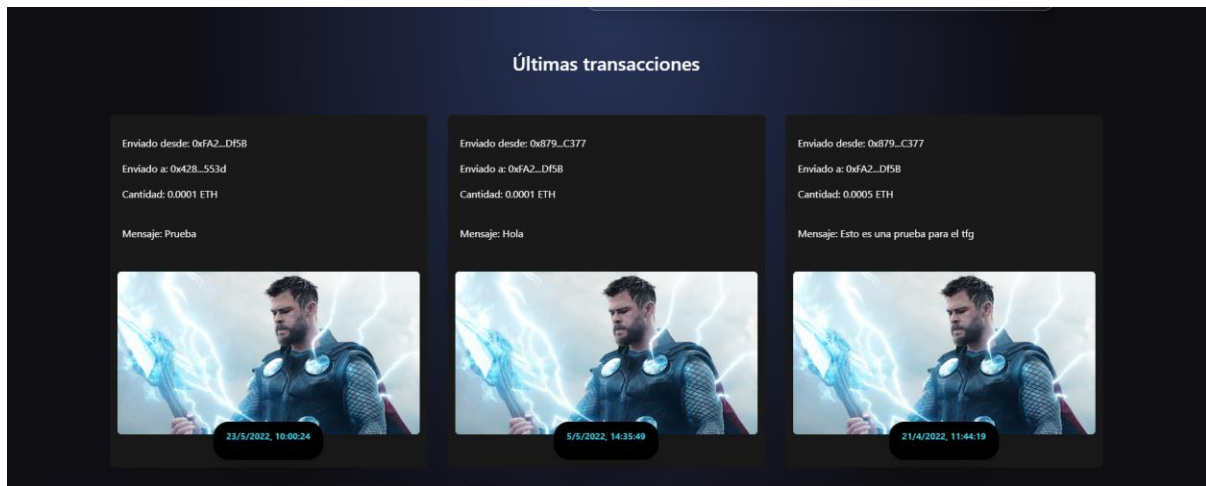 Últimas transacciones
Enviado desde: 0xFA2...Df5B
Enviado a: 0x428...553d
Cantidad: 0.0001 ETH
Mensaje: Prueba
23/5/2022, 10:00:24
Enviado desde: 0x879...C377
Enviado a: 0xFA2...Df5B
Cantidad: 0.0001 ETH
Mensaje: Hola
5/5/2022, 14:35:49
Enviado desde: 0x879...C377
Enviado a: 0xFA2...Df5B
Cantidad: 0.0005 ETH
Mensaje: Esto es una prueba para el tfg
21/4/2022, 11:44:19